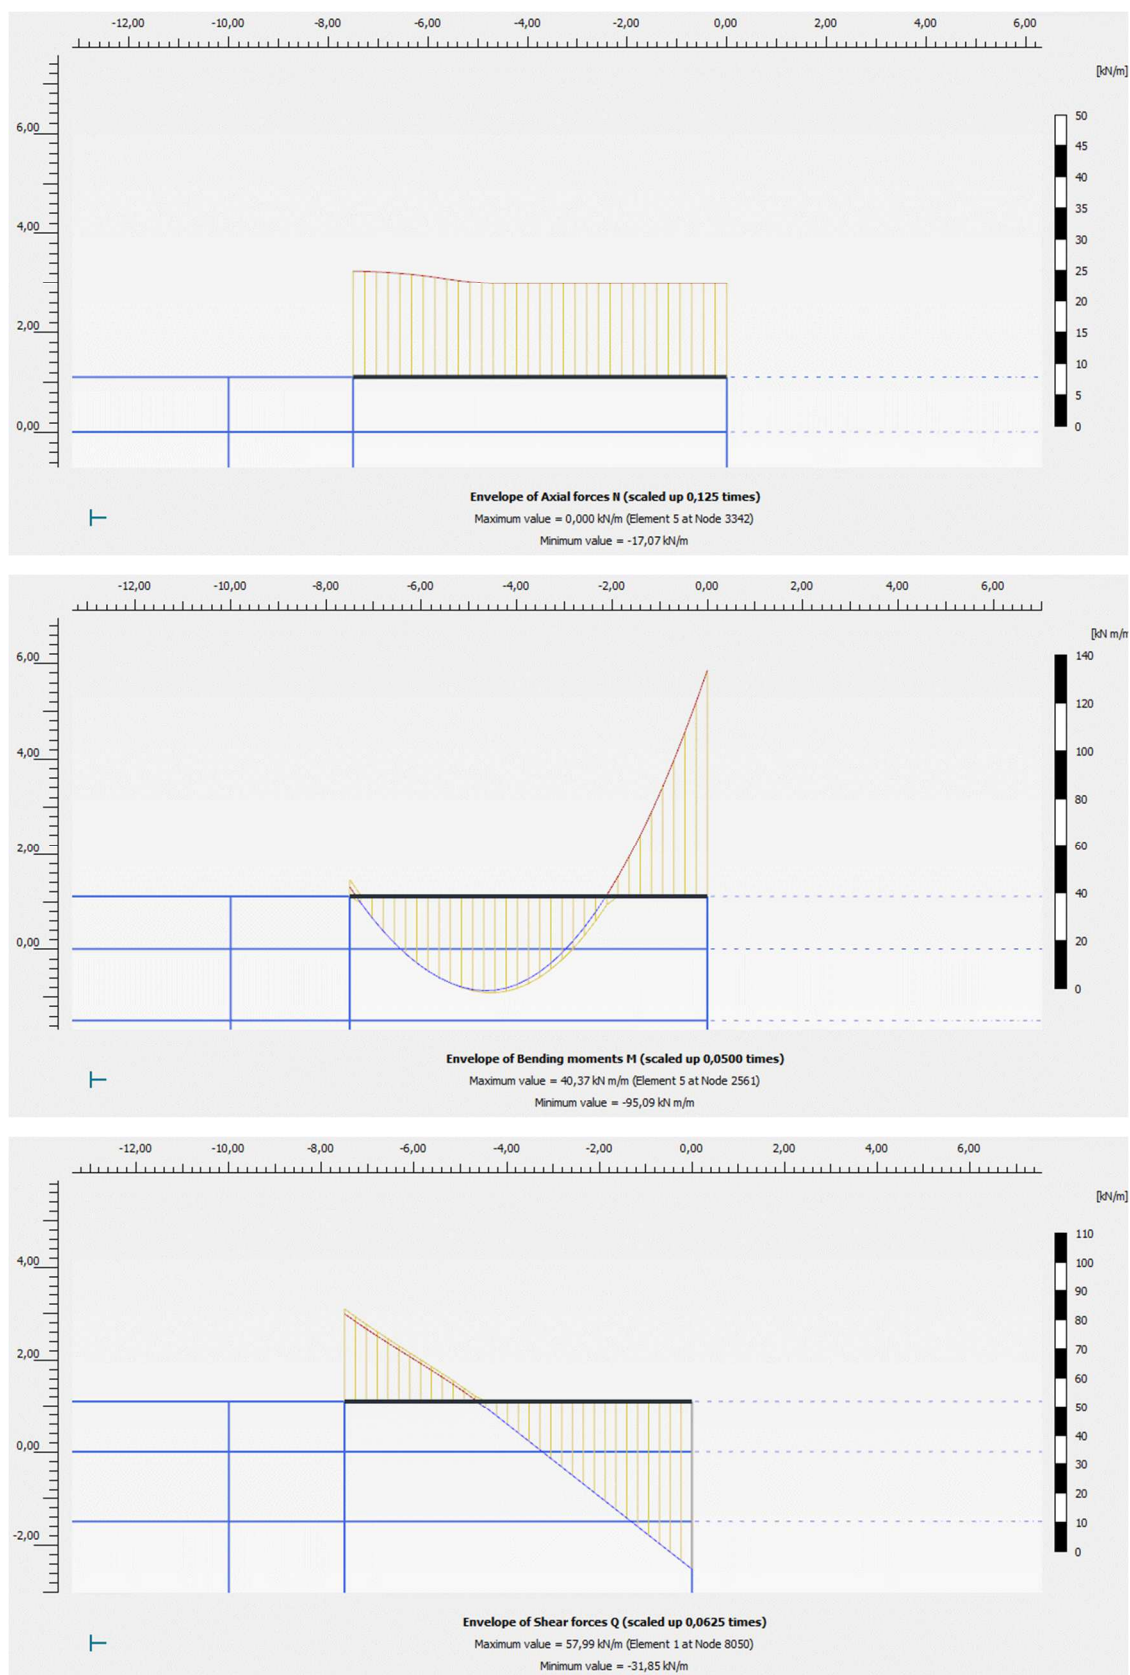 -12,00 -10,00 -8,00 -6,00 -4,00 -2,00 0,00 2,00 4,00 6,00
[kN/m]
6,00
4,00
2,00
0,00
50
45
40
35
30
25
20
15
10
5
0
Envelope of Axial forces N (scaled up 0,125 times)
Maximum value = 0,000 kN/m (Element 5 at Node 3342)
Minimum value = -17,07 kN/m
-12,00 -10,00 -8,00 -6,00 -4,00 -2,00 0,00 2,00 4,00 6,00
[kN m/m
6,00
4,00
2,00
0,00
140
120
100
80
60
40
20
0
Envelope of Bending moments M (scaled up 0,0500 times)
Maximum value = 40,37 kN m/m (Element 5 at Node 2561)
Minimum value = -95,09 kN m/m
-12,00 -10,00 -8,00 -6,00 -4,00 -2,00 0,00 2,00 4,00 6,00
[kN/m]
4,00
2,00
0,00
-2,00
110
100
90
80
70
60
50
40
30
20
10
0
Envelope of Shear forces Q (scaled up 0,0625 times)
Maximum value = 57,99 kN/m (Element 1 at Node 8050)
Minimum value = -31,85 kN/m